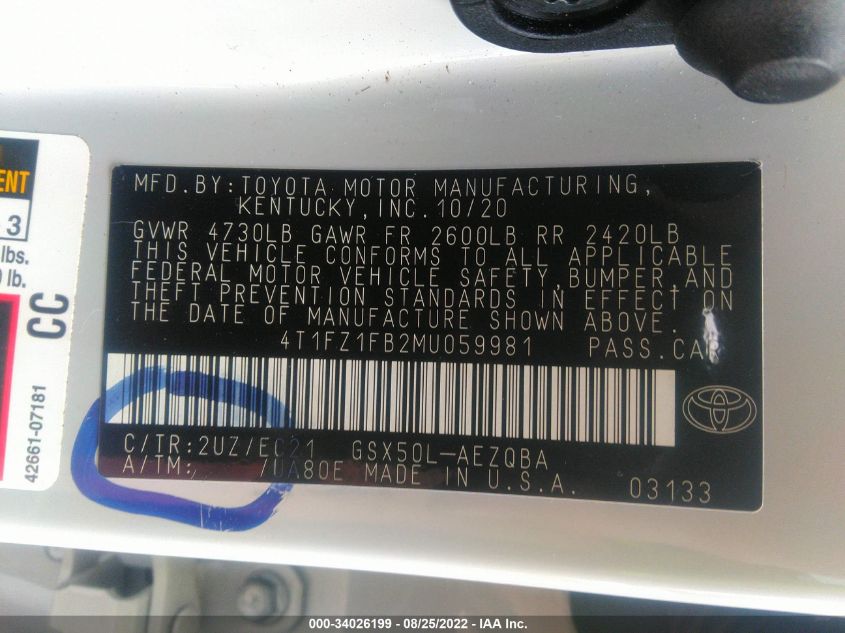 ENT
3
lbs.
lb.
CC
42661-07181
MFD.BY:TOYOTA MOTOR MANUFACTURING,
KENTUCKY,INC.10/20
GVWR 4730LB GAWR FR 2600LB RR 2420LB
THIS VEHICLE CONFORMS TO ALL APPLICABLE
FEDERAL MOTOR VEHICLE SAFETY,BUMPER,AND
THEFT PREVENTION STANDARDS IN EFFECT ON
THE DATE OF MANUFACTURE SHOWN ABOVE.
4T1FZ1FB2MU059981 PASS.CAR
C/TR:2UZ/EC21 GSX50L-AEZQBA
A/TM: /UA80E MADE IN U.S.A. 03133
000-34026199 - 08/25/2022 - IAA Inc.